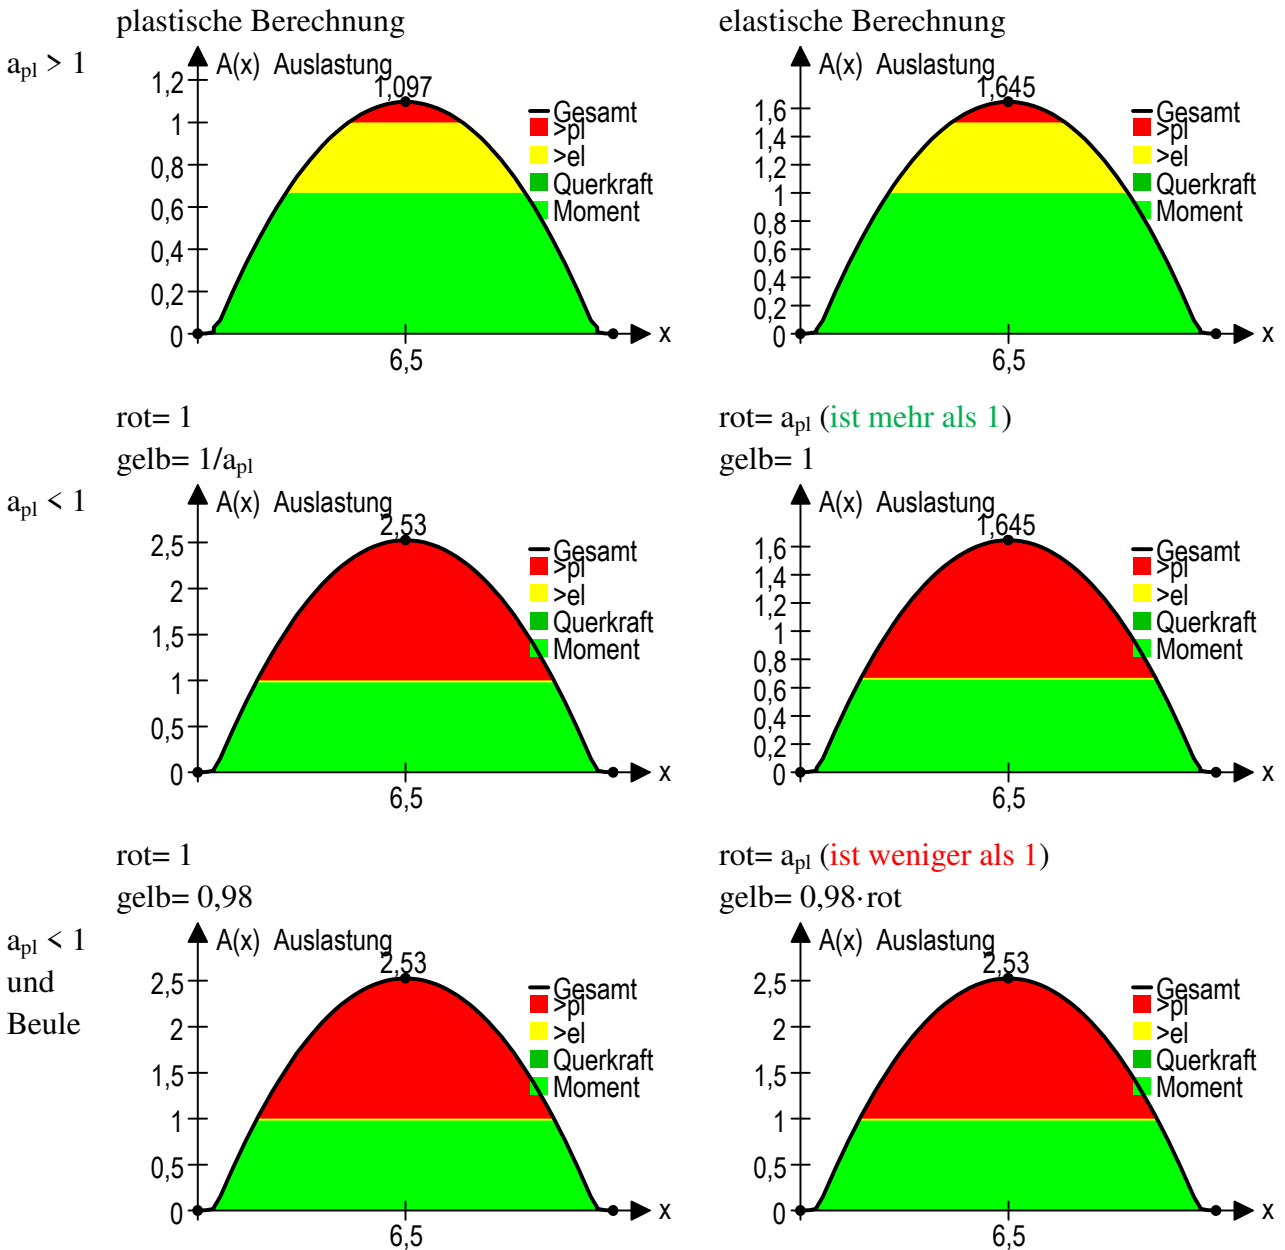 plastische Berechnung
elastische Berechnung
a_pl > 1
A(x) Auslastung
1,097
1,2
1
0,8
0,6
0,4
0,2
0
6,5
x
Gesamt
>pl
>el
Querkraft
Moment
A(x) Auslastung
1,645
1,6
1,4
1,2
1
0,8
0,6
0,4
0,2
0
6,5
x
Gesamt
>pl
>el
Querkraft
Moment
rot= 1
gelb= 1/a_pl
rot= a_pl (ist mehr als 1)
gelb= 1
a_pl < 1
A(x) Auslastung
2,53
2,5
2
1,5
1
0,5
0
6,5
x
Gesamt
>pl
>el
Querkraft
Moment
A(x) Auslastung
1,645
1,6
1,4
1,2
1
0,8
0,6
0,4
0,2
0
6,5
x
Gesamt
>pl
>el
Querkraft
Moment
rot= 1
gelb= 0,98
rot= a_pl (ist weniger als 1)
gelb= 0,98·rot
a_pl < 1
und
Beule
A(x) Auslastung
2,53
2,5
2
1,5
1
0,5
0
6,5
x
Gesamt
>pl
>el
Querkraft
Moment
A(x) Auslastung
2,53
2,5
2
1,5
1
0,5
0
6,5
x
Gesamt
>pl
>el
Querkraft
Moment